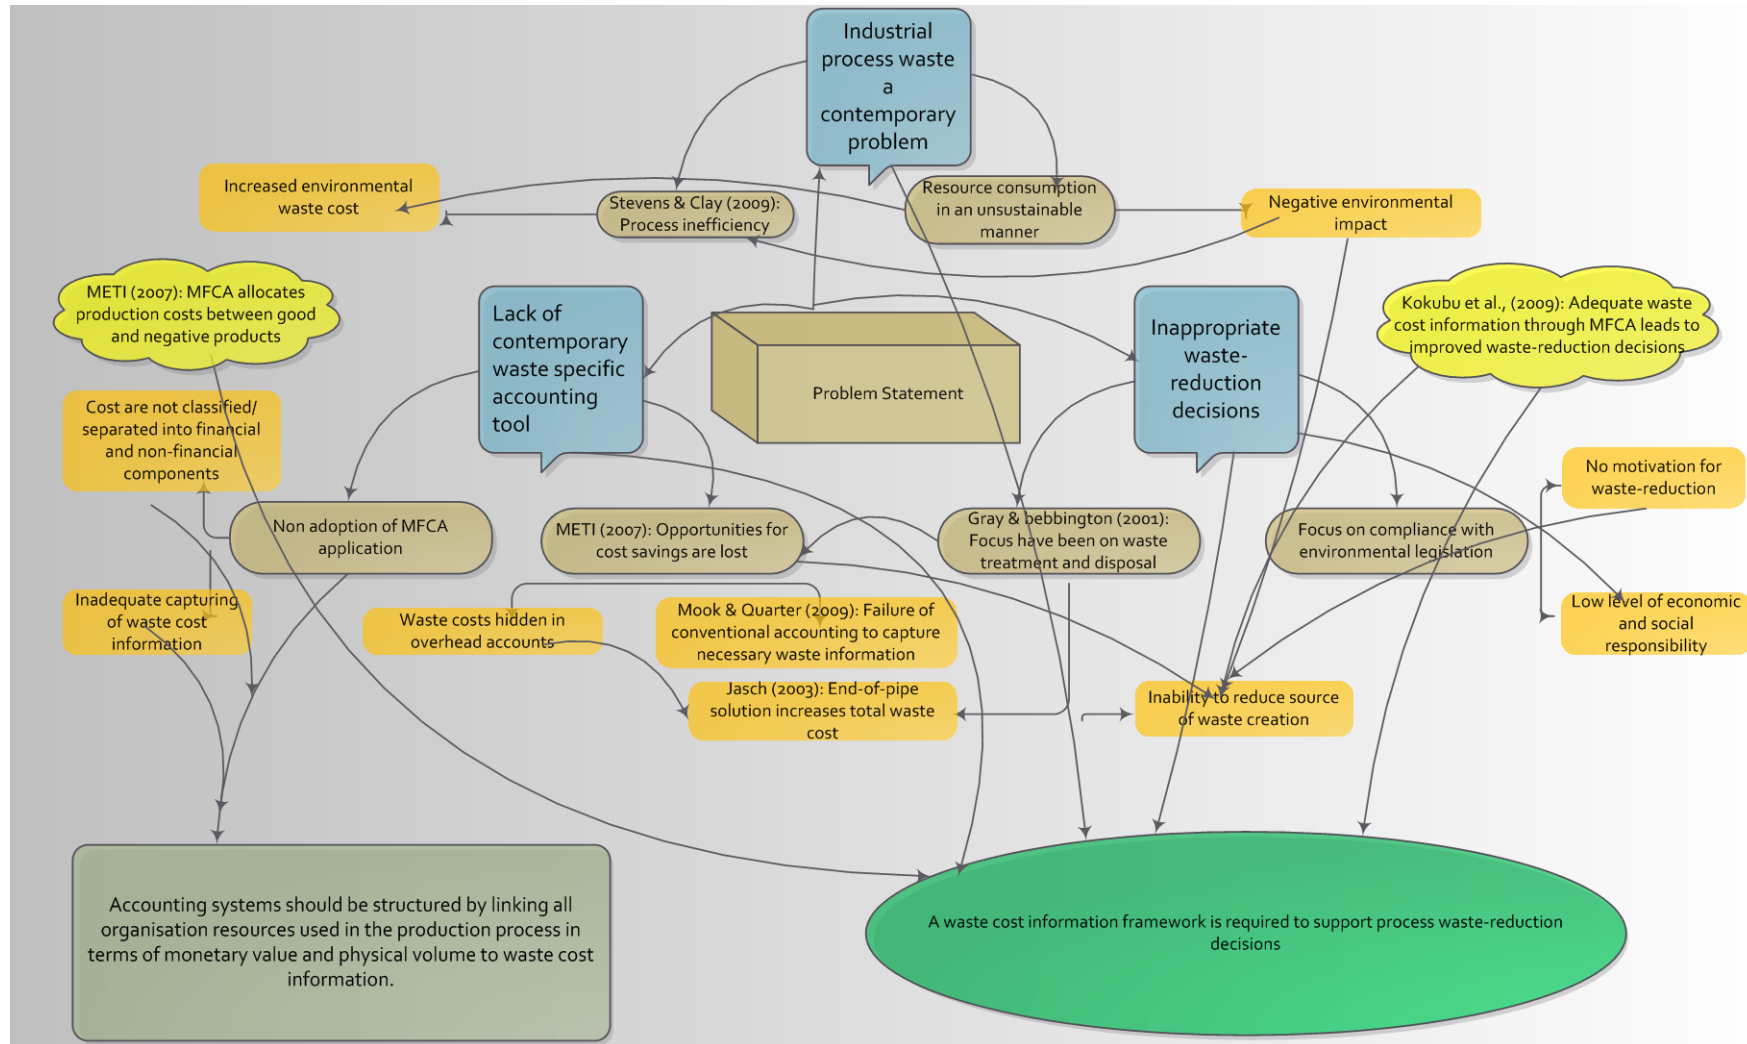 Industrial
process waste
a
contemporary
problem
Increased environmental
waste cost
Stevens & Clay (2009):
Process inefficiency
Resource consumption
in an unsustainable
manner
Negative environmental
impact
METI (2007): MFCA allocates
production costs between good
and negative products
Lack of
contemporary
waste specific
accounting
tool
Problem Statement
Inappropriate
waste-
reduction
decisions
Kokubu et al., (2009): Adequate waste
cost information through MFCA leads to
improved waste-reduction decisions
Cost are not classified/
separated into financial
and non-financial
components
Non adoption of MFCA
application
METI (2007): Opportunities for
cost savings are lost
Gray & bebbington (2001):
Focus have been on waste
treatment and disposal
Focus on compliance with
environmental legislation
No motivation for
waste-reduction
Inadequate capturing
of waste cost
information
Waste costs hidden in
overhead accounts
Mook & Quarter (2009): Failure of
conventional accounting to capture
necessary waste information
Low level of economic
and social
responsibility
Jasch (2003): End-of-pipe
solution increases total waste
cost
Inability to reduce source
of waste creation
Accounting systems should be structured by linking all
organisation resources used in the production process in
terms of monetary value and physical volume to waste cost
information.
A waste cost information framework is required to support process waste-reduction
decisions